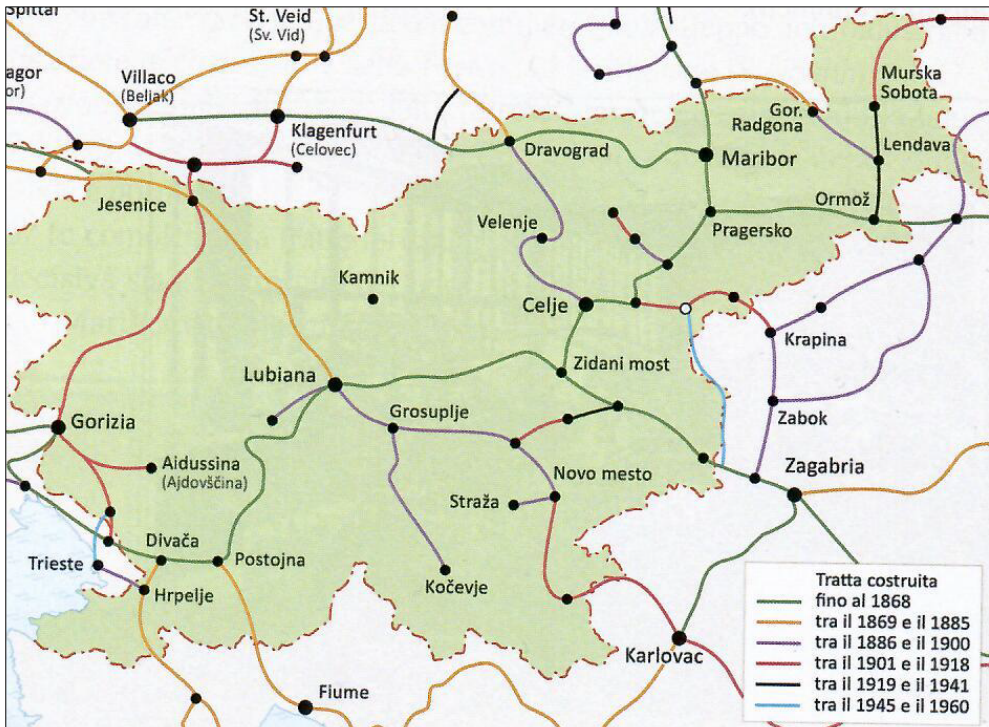 Spittal
St. Veid
(Sv. Vid)
Villaco
(Beljak)
Klagenfurt
(Celovec)
Dravograd
Maribor
Gor.
Radgona
Murska
Sobota
Lendava
Jesenice
Velenje
Pragersko
Ormož
Kamnik
Celje
Krapina
Zidani most
Lubiana
Grosuplje
Zabok
Gorizia
Aidussina
(Ajdovščina)
Novo mesto
Zagabria
Straža
Divača
Postojna
Trieste
Hrpelje
Kočevje
Karlovac
Fiume
Tratta costruita
fino al 1868
tra il 1869 e il 1885
tra il 1886 e il 1900
tra il 1901 e il 1918
tra il 1919 e il 1941
tra il 1945 e il 1960